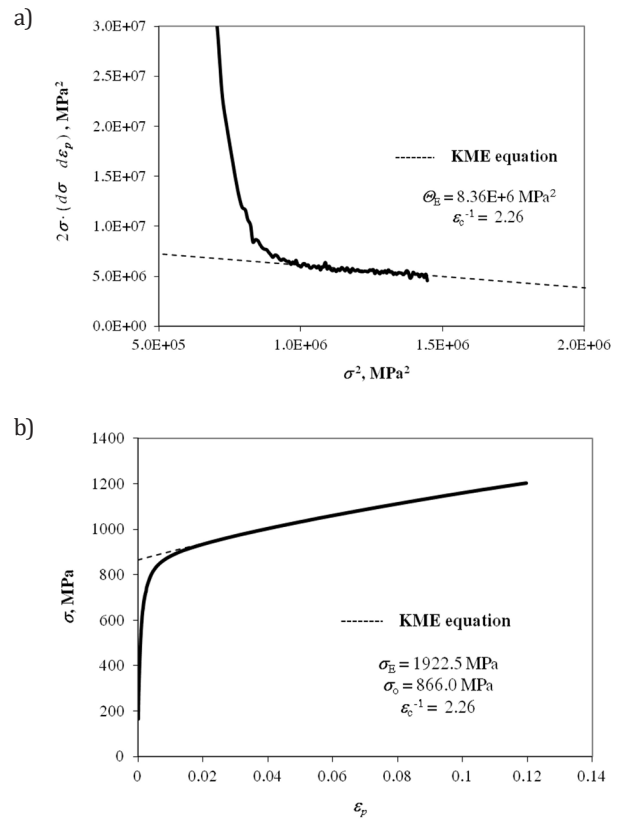 a)
3.0E+07
2.5E+07
2.0E+07
1.5E+07
1.0E+07
5.0E+06
0.0E+00
2σ·(dσ dεp) , MPa²
KME equation
ΘE = 8.36E+6 MPa²
εc⁻¹ = 2.26
5.0E+05 1.0E+06 1.5E+06 2.0E+06
σ², MPa²
b)
1400
1200
1000
800
600
400
200
0
σ, MPa
KME equation
σE = 1922.5 MPa
σo = 866.0 MPa
εc⁻¹ = 2.26
0 0.02 0.04 0.06 0.08 0.1 0.12 0.14
εp